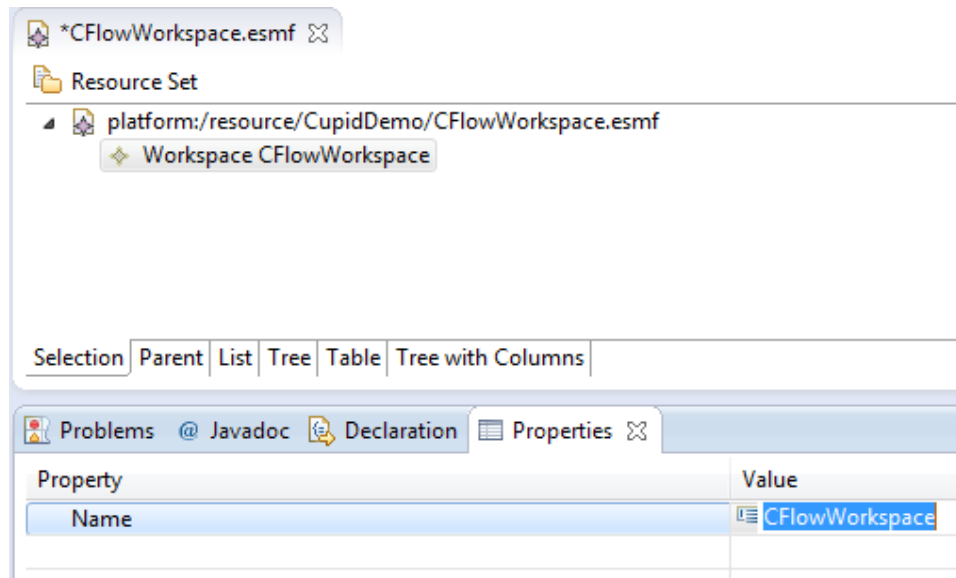 *CFlowWorkspace.esmf
Resource Set
platform:/resource/CupidDemo/CFlowWorkspace.esmf
Workspace CFlowWorkspace
Selection Parent List Tree Table Tree with Columns
Problems @ Javadoc Declaration Properties
Property Value
Name CFlowWorkspace